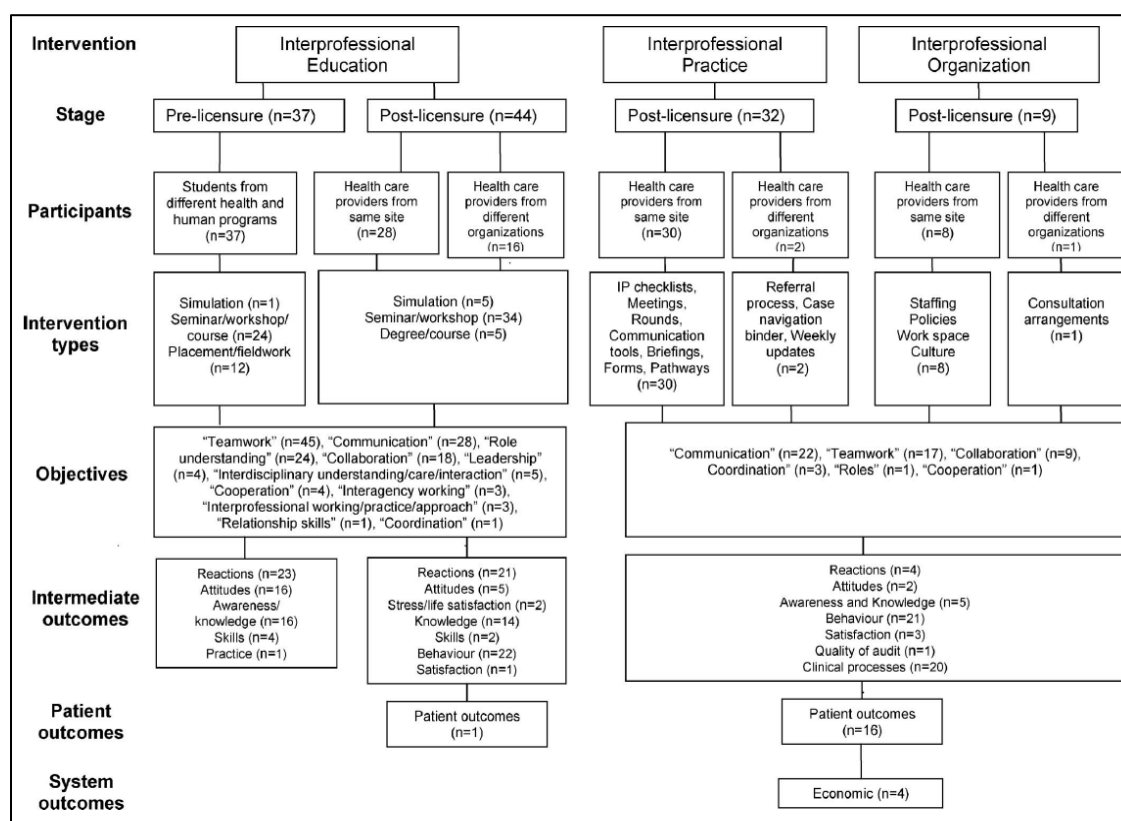 Intervention
Interprofessional
Education
Interprofessional
Practice
Interprofessional
Organization
Stage
Pre-licensure (n=37)
Post-licensure (n=44)
Post-licensure (n=32)
Post-licensure (n=9)
Participants
Students from
different health and
human programs
(n=37)
Health care
providers from
same site
(n=28)
Health care
providers from
different
organizations
(n=16)
Health care
providers from
same site
(n=30)
Health care
providers from
different
organizations
(n=2)
Health care
providers from
same site
(n=8)
Health care
providers from
different
organizations
(n=1)
Intervention
types
Simulation (n=1)
Seminar/workshop/
course (n=24)
Placement/fieldwork
(n=12)
Simulation (n=5)
Seminar/workshop (n=34)
Degree/course (n=5)
IP checklists,
Meetings,
Rounds,
Communication
tools, Briefings,
Forms, Pathways
(n=30)
Referral
process, Case
navigation
binder, Weekly
updates
(n=2)
Staffing
Policies
Work space
Culture
(n=8)
Consultation
arrangements
(n=1)
Objectives
"Teamwork" (n=45), "Communication" (n=28), "Role
understanding" (n=24), "Collaboration" (n=18), "Leadership"
(n=4), "Interdisciplinary understanding/care/interaction" (n=5),
"Cooperation" (n=4), "Interagency working" (n=3),
"Interprofessional working/practice/approach" (n=3),
"Relationship skills" (n=1), "Coordination" (n=1)
"Communication" (n=22), "Teamwork" (n=17), "Collaboration" (n=9),
Coordination" (n=3), "Roles" (n=1), "Cooperation" (n=1)
Intermediate
outcomes
Reactions (n=23)
Attitudes (n=16)
Awareness/
knowledge (n=16)
Skills (n=4)
Practice (n=1)
Reactions (n=21)
Attitudes (n=5)
Stress/life satisfaction (n=2)
Knowledge (n=14)
Skills (n=2)
Behaviour (n=22)
Satisfaction (n=1)
Reactions (n=4)
Attitudes (n=2)
Awareness and Knowledge (n=5)
Behaviour (n=21)
Satisfaction (n=3)
Quality of audit (n=1)
Clinical processes (n=20)
Patient
outcomes
Patient outcomes
(n=1)
Patient outcomes
(n=16)
System
outcomes
Economic (n=4)